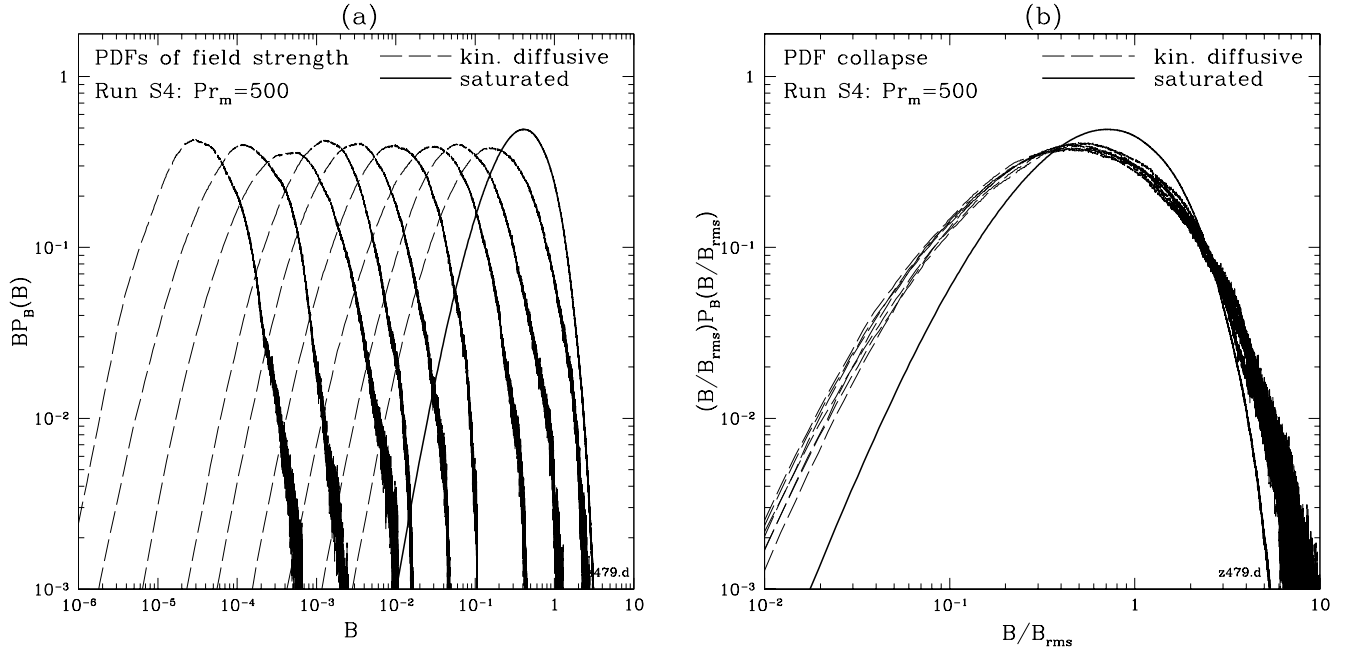 (a)
PDFs of field strength
kin. diffusive
saturated
Run S4: Prₘ=500
1
10⁻¹
10⁻²
10⁻³
BP_B(B)
10⁻⁶
10⁻⁵
10⁻⁴
10⁻³
10⁻²
10⁻¹
1
10
B
z479.d
(b)
PDF collapse
kin. diffusive
saturated
Run S4: Prₘ=500
1
10⁻¹
10⁻²
10⁻³
(B/B_rms)P_B(B/B_rms)
10⁻²
10⁻¹
1
10
B/B_rms
z479.d